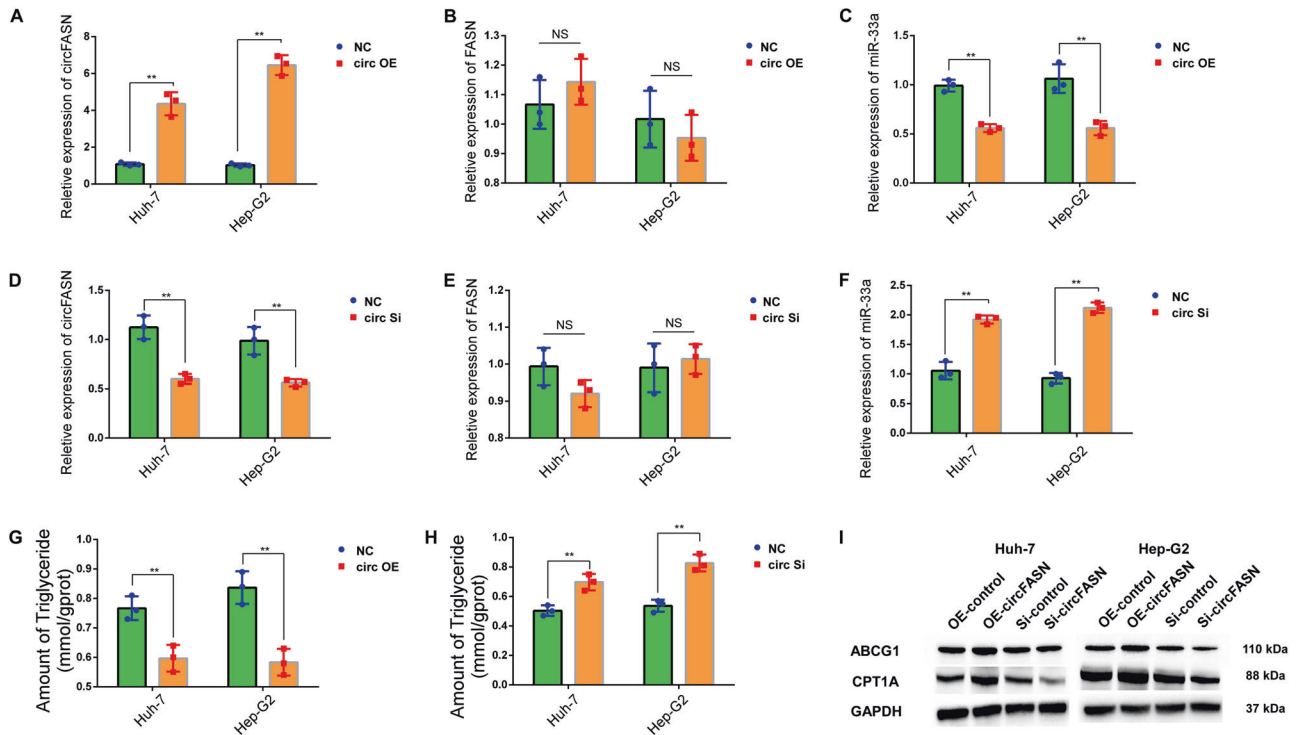 A
Reletive expression of circFASN
8
6
4
2
0
**
**
Huh-7
Hep-G2
NC
circ OE
B
Reletive expression of FASN
1.3
1.2
1.1
1.0
0.9
0.8
NS
NS
Huh-7
Hep-G2
NC
circ OE
C
Reletive expression of miR-33a
1.5
1.0
0.5
0.0
**
**
Huh-7
Hep-G2
NC
circ OE
D
Reletive expression of circFASN
1.5
1.0
0.5
0.0
**
**
Huh-7
Hep-G2
NC
circ Si
E
Reletive expression of FASN
1.2
1.1
1.0
0.9
0.8
NS
NS
Huh-7
Hep-G2
NC
circ Si
F
Reletive expression of miR-33a
2.5
2.0
1.5
1.0
0.5
0.0
**
**
Huh-7
Hep-G2
NC
circ Si
G
Amount of Triglyceride
(mmol/gprot)
1.0
0.9
0.8
0.7
0.6
0.5
**
**
Huh-7
Hep-G2
NC
circ OE
H
Amount of Triglyceride
(mmol/gprot)
1.0
0.8
0.6
0.4
0.2
0.0
**
**
Huh-7
Hep-G2
NC
circ Si
I
Huh-7 Hep-G2
OE-control OE-circFASN Si-control Si-circFASN OE-control OE-circFASN Si-control Si-circFASN
ABCG1 110 kDa
CPT1A 88 kDa
GAPDH 37 kDa